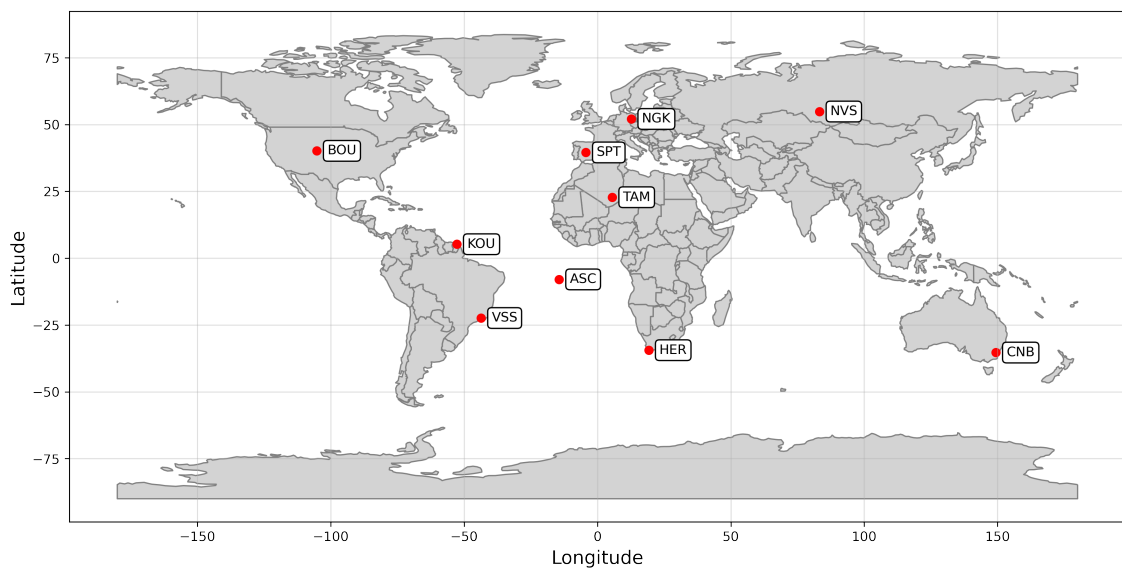 Latitude
75
50
25
0
−25
−50
−75
NVS
NGK
BOU
SPT
TAM
KOU
ASC
VSS
HER
CNB
−150
−100
−50
0
50
100
150
Longitude